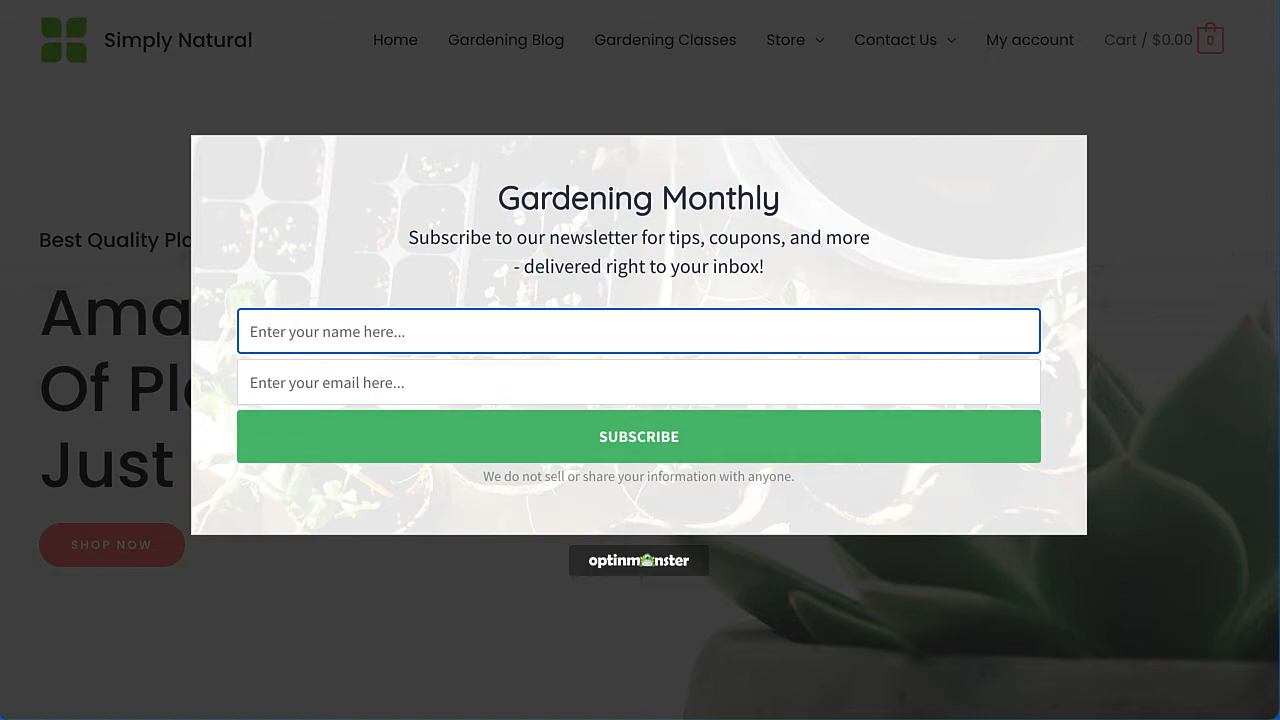 Simply Natural
Home
Gardening Blog
Gardening Classes
Store
Contact Us
My account
Cart / $0.00
0
Gardening Monthly
Subscribe to our newsletter for tips, coupons, and more
- delivered right to your inbox!
Best Quality Pla
Ama
Of Pl
Just
Enter your name here...
Enter your email here...
SUBSCRIBE
We do not sell or share your information with anyone.
SHOP NOW
optinmonster